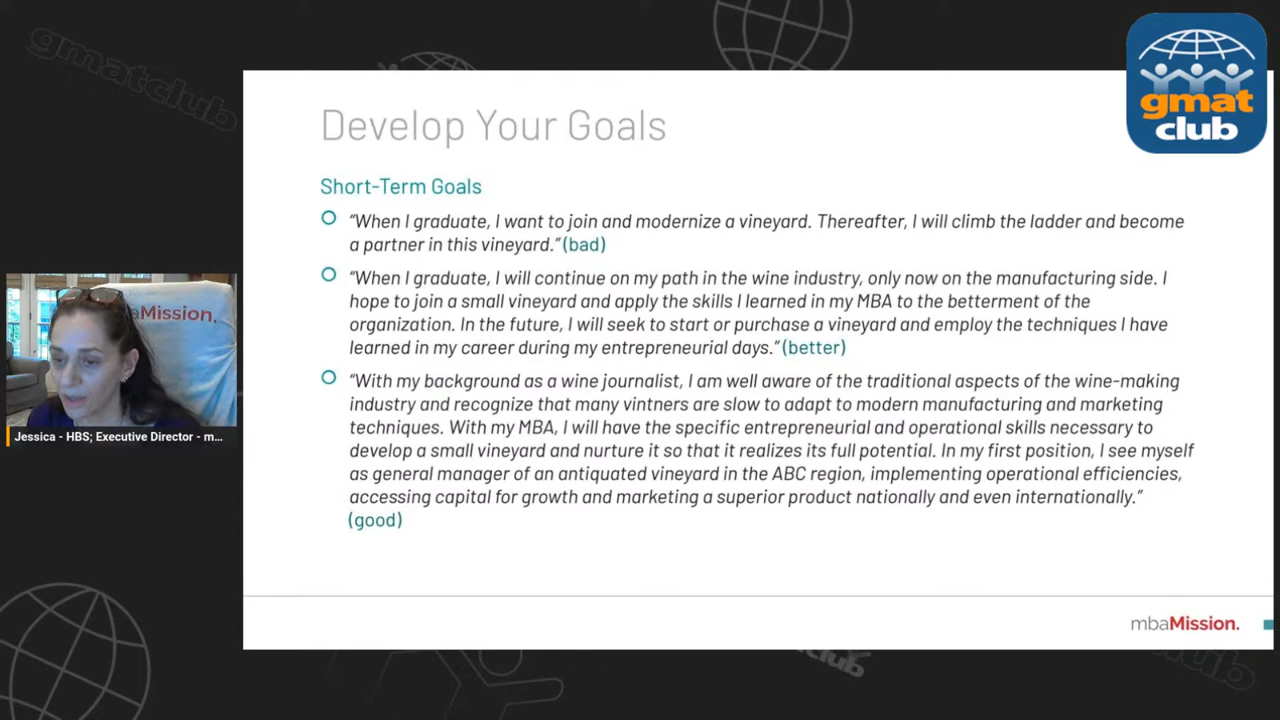 gmatclub
gmat
club
Develop Your Goals
Short-Term Goals
"When I graduate, I want to join and modernize a vineyard. Thereafter, I will climb the ladder and become
a partner in this vineyard." (bad)
"When I graduate, I will continue on my path in the wine industry, only now on the manufacturing side. I
hope to join a small vineyard and apply the skills I learned in my MBA to the betterment of the
organization. In the future, I will seek to start or purchase a vineyard and employ the techniques I have
learned in my career during my entrepreneurial days." (better)
"With my background as a wine journalist, I am well aware of the traditional aspects of the wine-making
industry and recognize that many vintners are slow to adapt to modern manufacturing and marketing
techniques. With my MBA, I will have the specific entrepreneurial and operational skills necessary to
develop a small vineyard and nurture it so that it realizes its full potential. In my first position, I see myself
as general manager of an antiquated vineyard in the ABC region, implementing operational efficiencies,
accessing capital for growth and marketing a superior product nationally and even internationally."
(good)
aMission.
Jessica - HBS; Executive Director - m...
mbaMission.
club
gmatclub